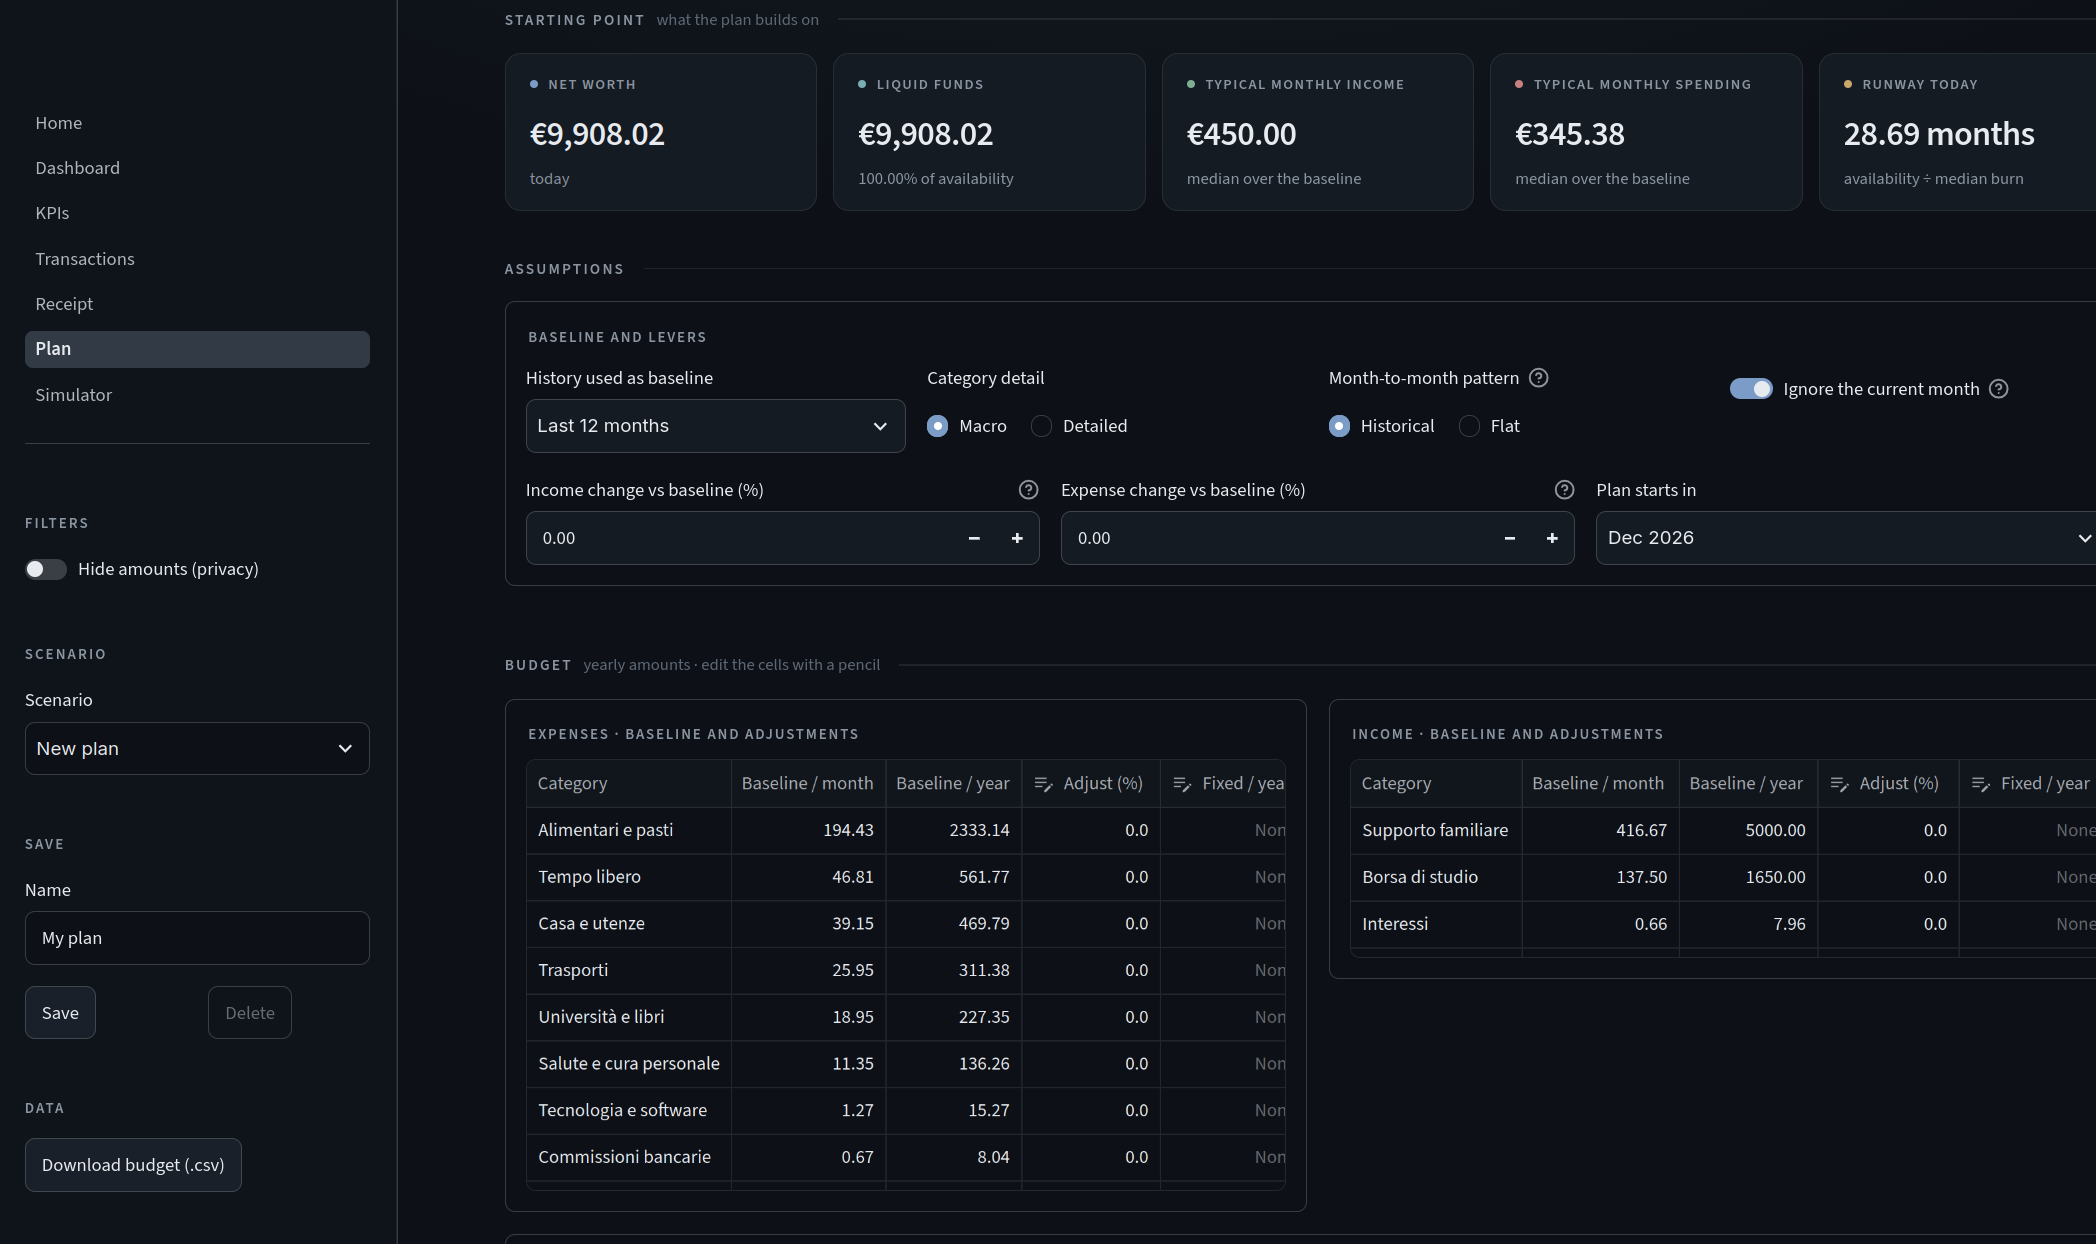 Home
Dashboard
KPIs
Transactions
Receipt
Plan
Simulator
FILTERS
Hide amounts (privacy)
SCENARIO
Scenario
New plan
SAVE
Name
My plan
Save Delete
DATA
Download budget (.csv)
STARTING POINT what the plan builds on
NET WORTH
€9,908.02
today
LIQUID FUNDS
€9,908.02
100.00% of availability
TYPICAL MONTHLY INCOME
€450.00
median over the baseline
TYPICAL MONTHLY SPENDING
€345.38
median over the baseline
RUNWAY TODAY
28.69 months
availability ÷ median burn
ASSUMPTIONS
BASELINE AND LEVERS
History used as baseline
Last 12 months
Category detail
Macro Detailed
Month-to-month pattern
Historical Flat
Ignore the current month
Income change vs baseline (%)
0.00
Expense change vs baseline (%)
0.00
Plan starts in
Dec 2026
BUDGET yearly amounts · edit the cells with a pencil
EXPENSES · BASELINE AND ADJUSTMENTS
Category Baseline / month Baseline / year Adjust (%) Fixed / yea
Alimentari e pasti 194.43 2333.14 0.0 Non
Tempo libero 46.81 561.77 0.0 Non
Casa e utenze 39.15 469.79 0.0 Non
Trasporti 25.95 311.38 0.0 Non
Università e libri 18.95 227.35 0.0 Non
Salute e cura personale 11.35 136.26 0.0 Non
Tecnologia e software 1.27 15.27 0.0 Non
Commissioni bancarie 0.67 8.04 0.0 Non
INCOME · BASELINE AND ADJUSTMENTS
Category Baseline / month Baseline / year Adjust (%) Fixed / year
Supporto familiare 416.67 5000.00 0.0 None
Borsa di studio 137.50 1650.00 0.0 None
Interessi 0.66 7.96 0.0 None